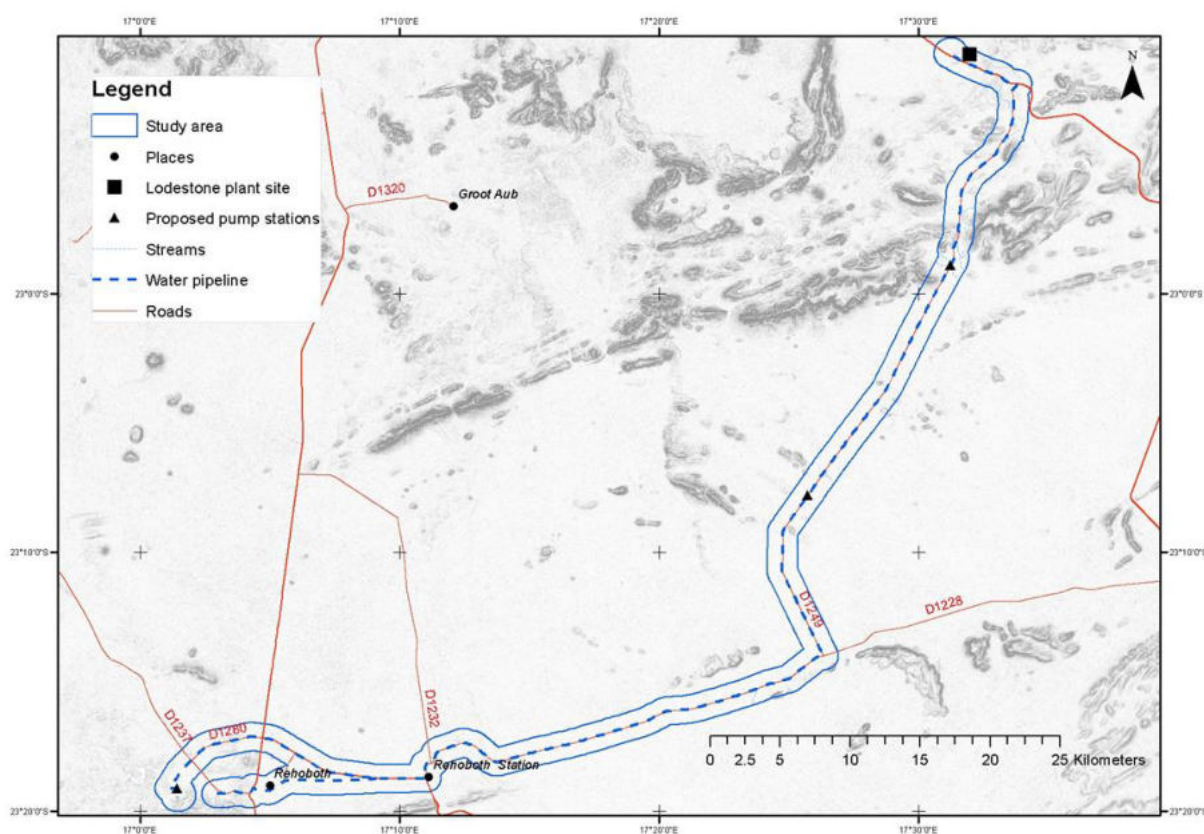 17°0'0"E 17°10'0"E 17°20'0"E 17°30'0"E
N
Legend
Study area
Places
Lodestone plant site
Proposed pump stations
Streams
Water pipeline
Roads
D1320
Groot Aub
23°0'0"S 23°0'0"S
23°10'0"S 23°10'0"S
D1249
D1228
D1237
D1280
D1232
Rehoboth
Rehoboth Station
0 2.5 5 10 15 20 25 Kilometers
23°20'0"S 23°20'0"S
17°0'0"E 17°10'0"E 17°20'0"E 17°30'0"E